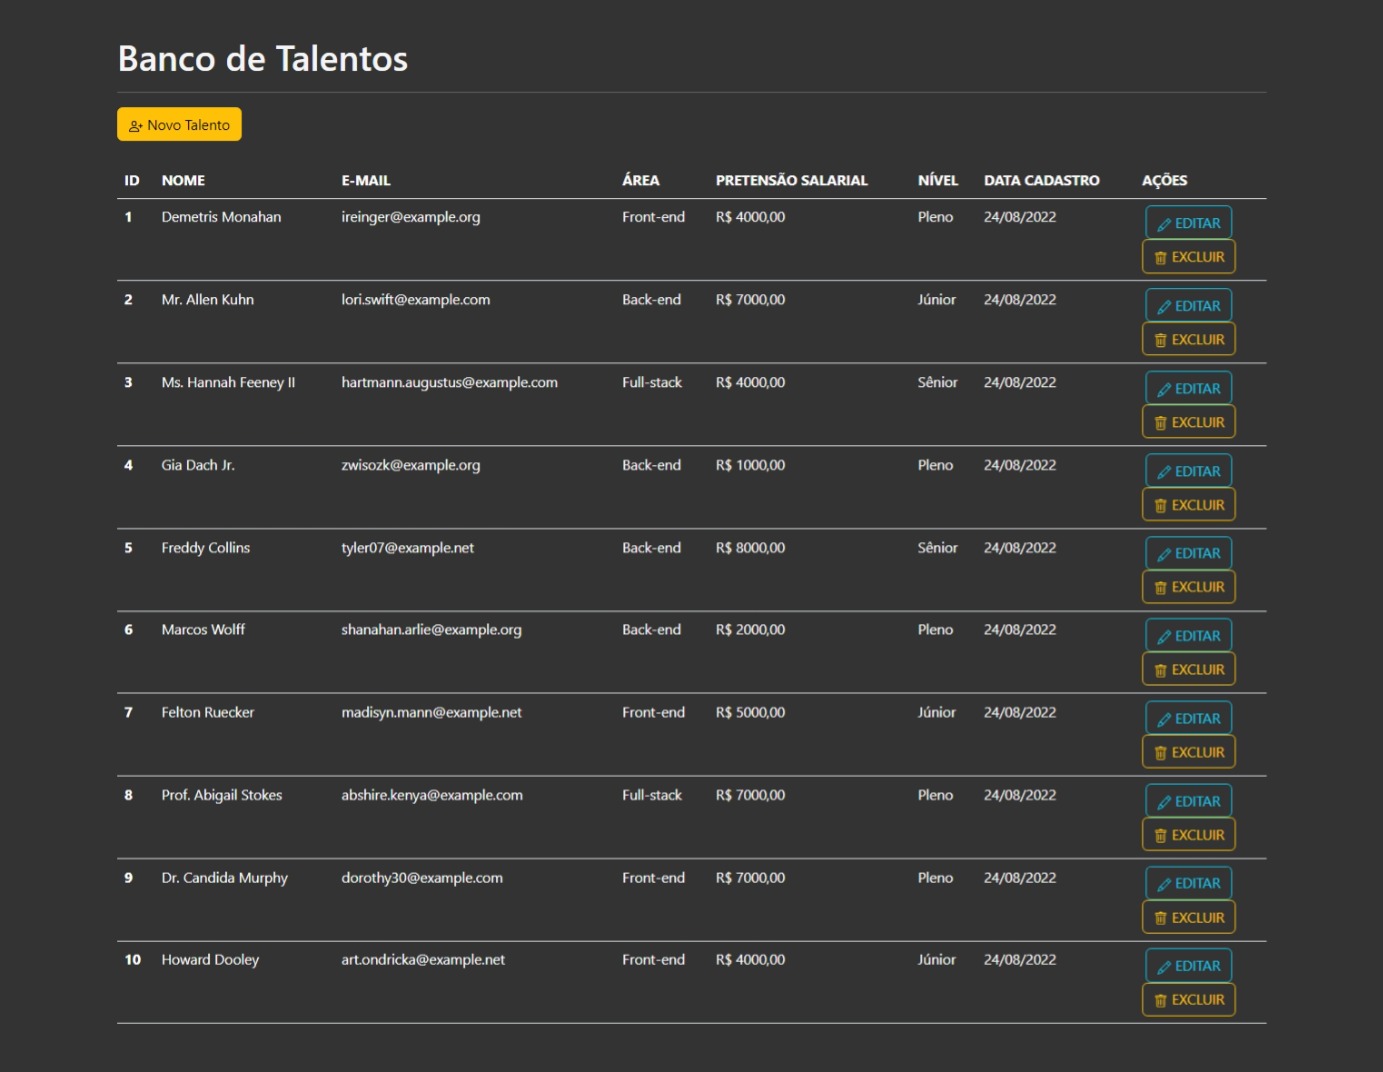 Banco de Talentos
Novo Talento
ID NOME E-MAIL ÁREA PRETENSÃO SALARIAL NÍVEL DATA CADASTRO AÇÕES
1 Demetris Monahan ireinger@example.org Front-end R$ 4000,00 Pleno 24/08/2022 EDITAR
EXCLUIR
2 Mr. Allen Kuhn lori.swift@example.com Back-end R$ 7000,00 Júnior 24/08/2022 EDITAR
EXCLUIR
3 Ms. Hannah Feeney II hartmann.augustus@example.com Full-stack R$ 4000,00 Sênior 24/08/2022 EDITAR
EXCLUIR
4 Gia Dach Jr. zwisozk@example.org Back-end R$ 1000,00 Pleno 24/08/2022 EDITAR
EXCLUIR
5 Freddy Collins tyler07@example.net Back-end R$ 8000,00 Sênior 24/08/2022 EDITAR
EXCLUIR
6 Marcos Wolff shanahan.arlie@example.org Back-end R$ 2000,00 Pleno 24/08/2022 EDITAR
EXCLUIR
7 Felton Ruecker madisyn.mann@example.net Front-end R$ 5000,00 Júnior 24/08/2022 EDITAR
EXCLUIR
8 Prof. Abigail Stokes abshire.kenya@example.com Full-stack R$ 7000,00 Pleno 24/08/2022 EDITAR
EXCLUIR
9 Dr. Candida Murphy dorothy30@example.com Front-end R$ 7000,00 Pleno 24/08/2022 EDITAR
EXCLUIR
10 Howard Dooley art.ondricka@example.net Front-end R$ 4000,00 Júnior 24/08/2022 EDITAR
EXCLUIR